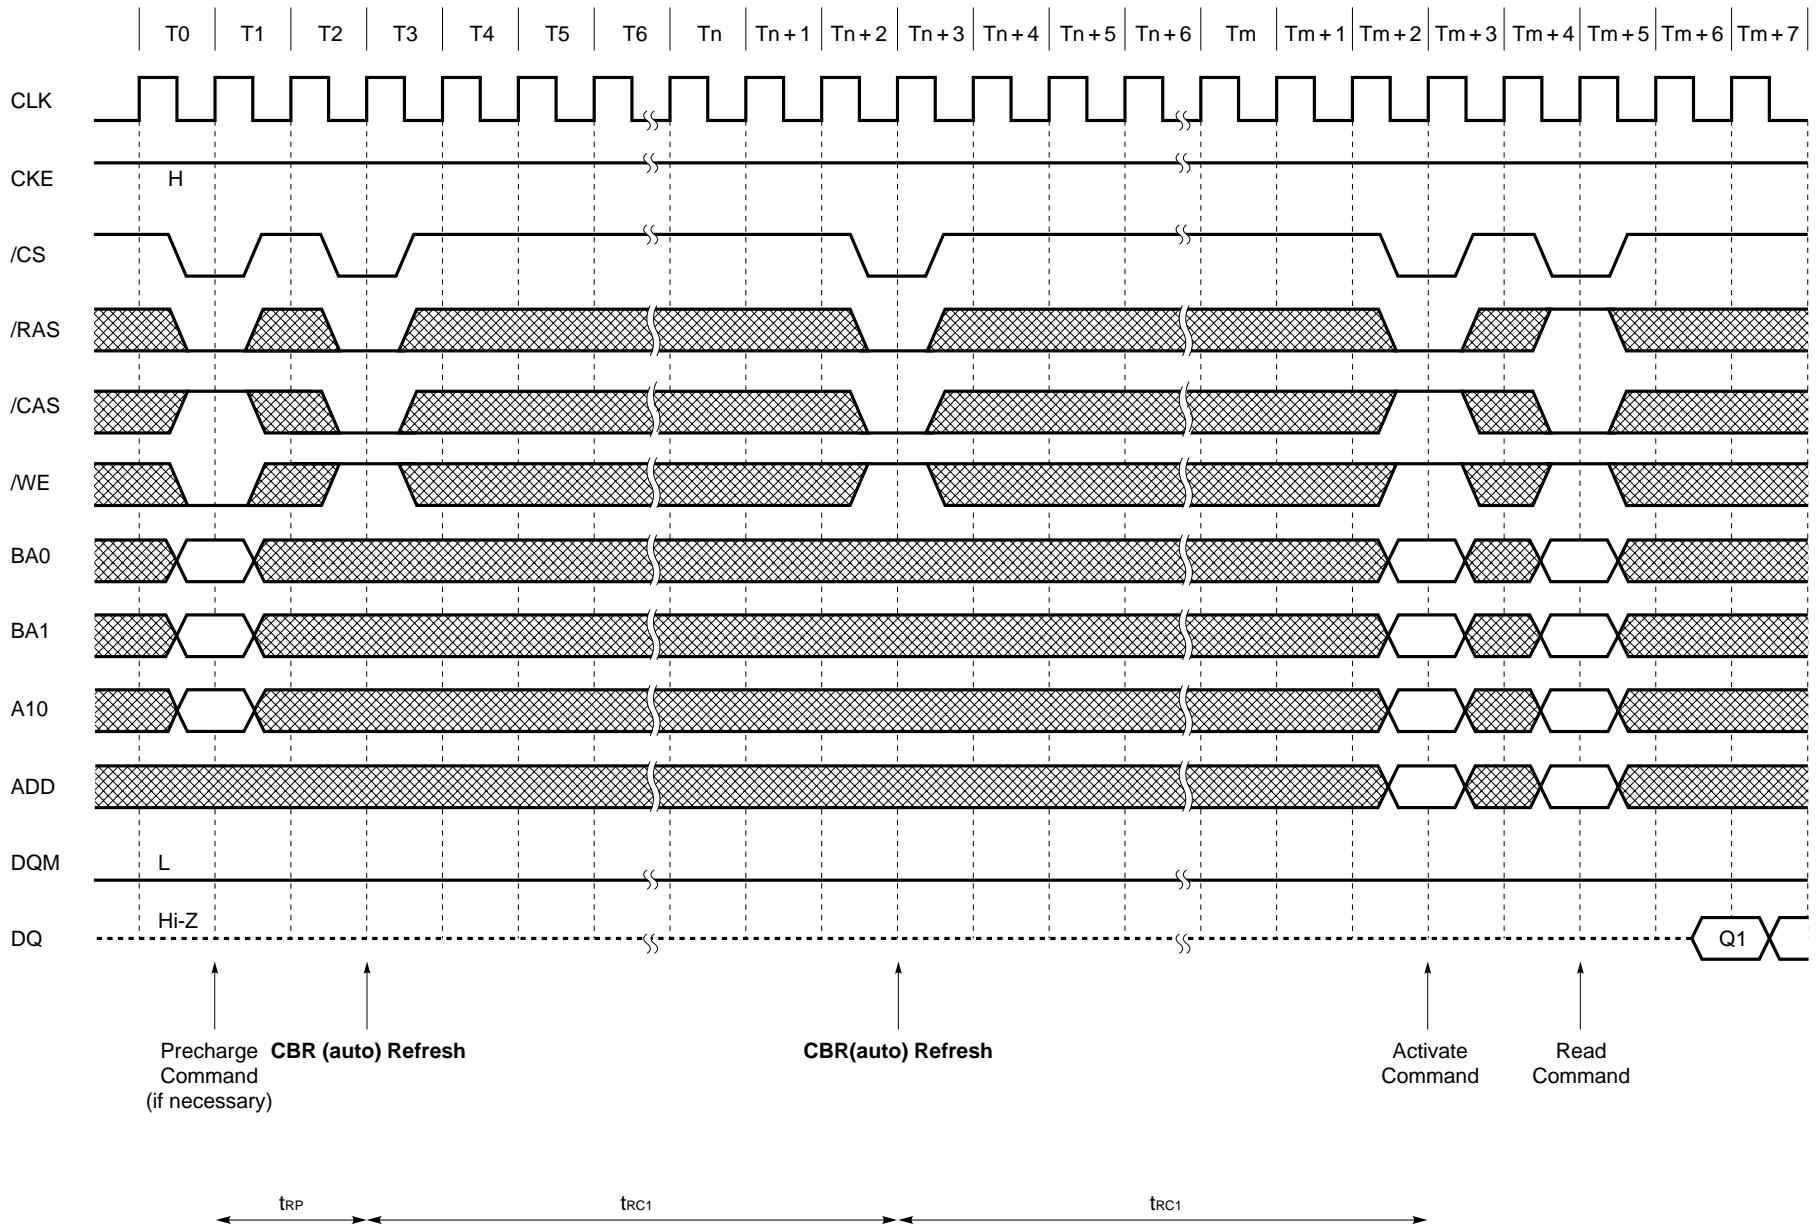 T0 T1 T2 T3 T4 T5 T6 Tn Tn + 1 Tn + 2 Tn + 3 Tn + 4 Tn + 5 Tn + 6 Tm Tm + 1 Tm + 2 Tm + 3 Tm + 4 Tm + 5 Tm + 6 Tm + 7
CLK
CKE H
/CS
/RAS
/CAS
/WE
BA0
BA1
A10
ADD
DQM L
Hi-Z
DQ Q1
Precharge Command (if necessary)
CBR (auto) Refresh
CBR(auto) Refresh
Activate Command
Read Command
tRP tRC1 tRC1